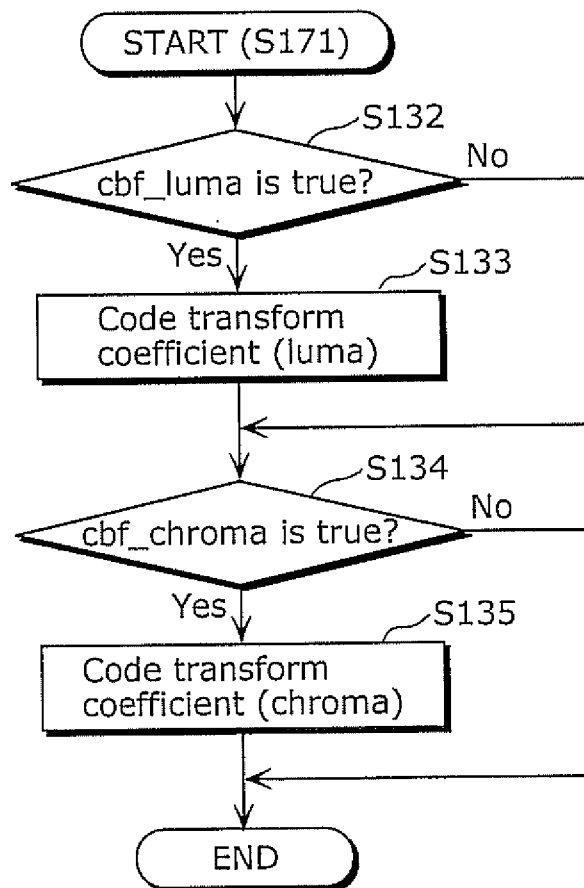 START (S171)
S132
cbf_luma is true?
No
Yes
S133
Code transform
coefficient (luma)
S134
cbf_chroma is true?
No
Yes
S135
Code transform
coefficient (chroma)
END